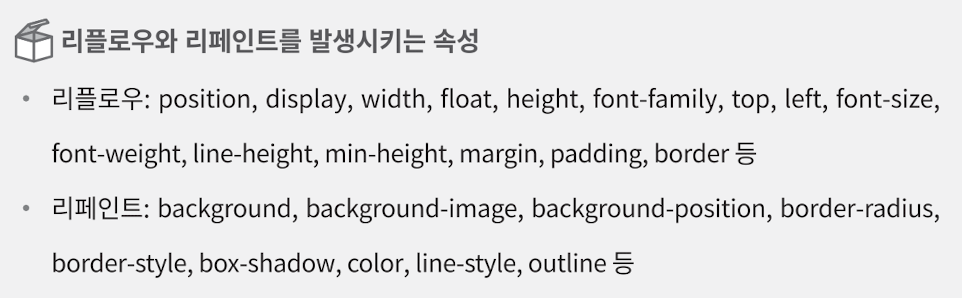 리플로우와 리페인트를 발생시키는 속성
• 리플로우: position, display, width, float, height, font-family, top, left, font-size,
font-weight, line-height, min-height, margin, padding, border 등
• 리페인트: background, background-image, background-position, border-radius,
border-style, box-shadow, color, line-style, outline 등